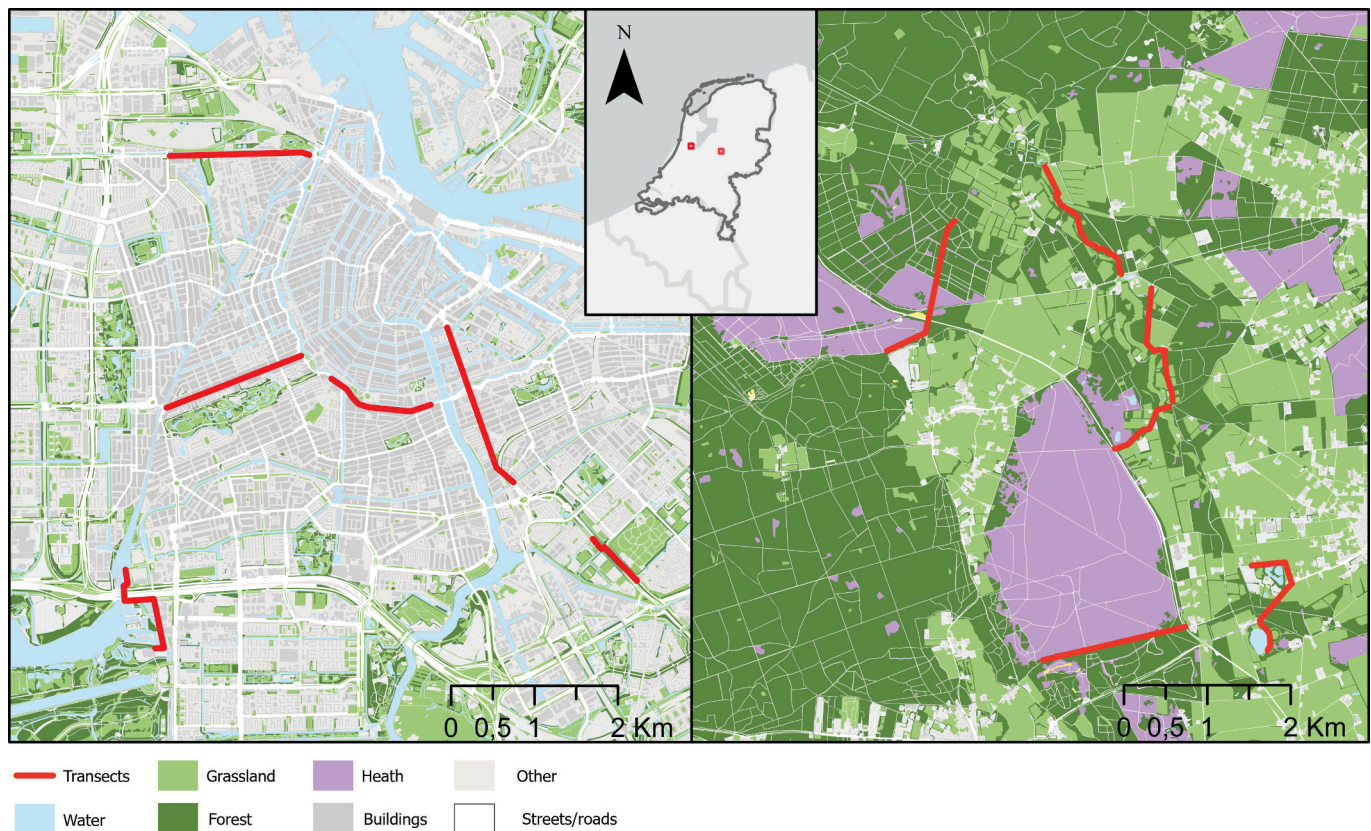 N
0 0,5 1 2 Km
0 0,5 1 2 Km
Transects Grassland Heath Other
Water Forest Buildings Streets/roads